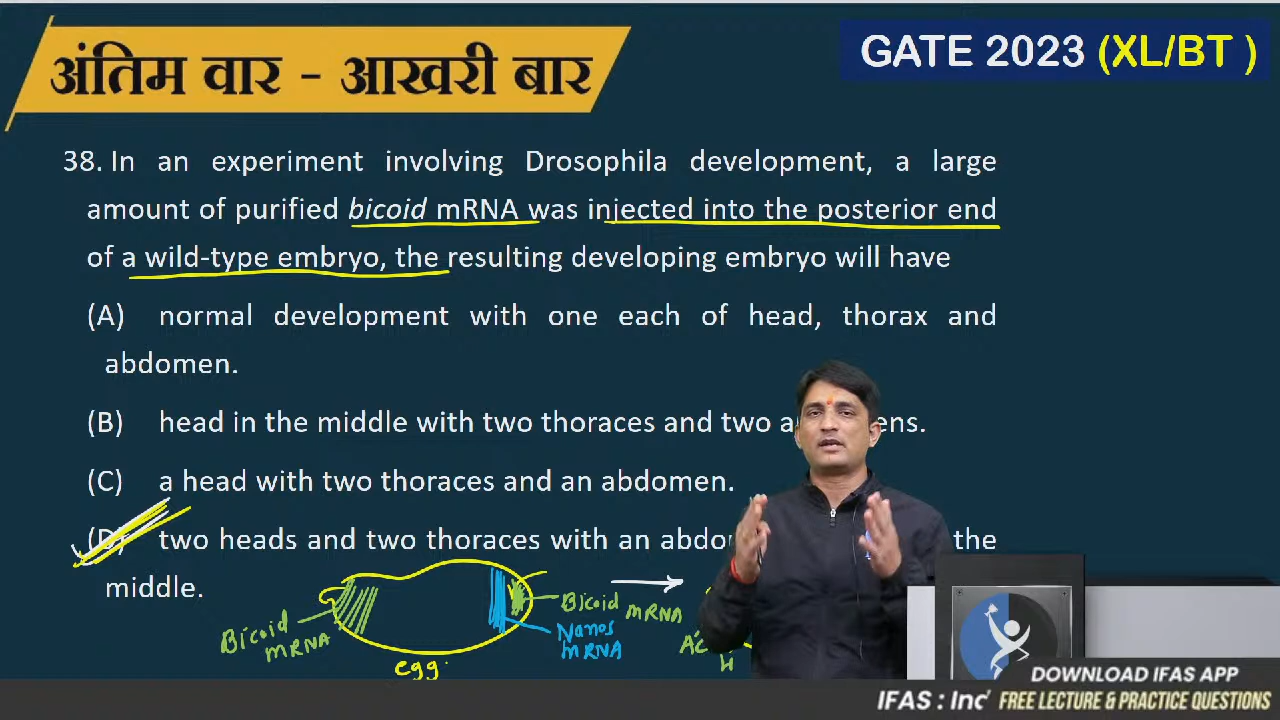 अंतिम वार - आखरी बार
GATE 2023 (XL/BT )
38. In an experiment involving Drosophila development, a large
amount of purified bicoid mRNA was injected into the posterior end
of a wild-type embryo, the resulting developing embryo will have
(A) normal development with one each of head, thorax and
abdomen.
(B) head in the middle with two thoraces and two
(C) a head with two thoraces and an abdomen.
(D) two heads and two thoraces with an the
middle.
Bicoid
mRNA
egg
Bicoid mRNA
Nanos
mRNA
DOWNLOAD IFAS APP
IFAS : Inc FREE LECTURE & PRACTICE QUESTIONS